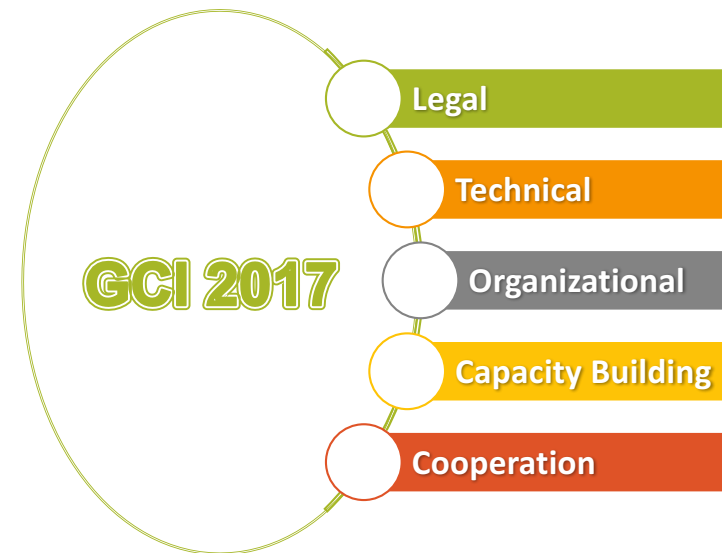 Legal
Technical
GCI 2017
Organizational
Capacity Building
Cooperation